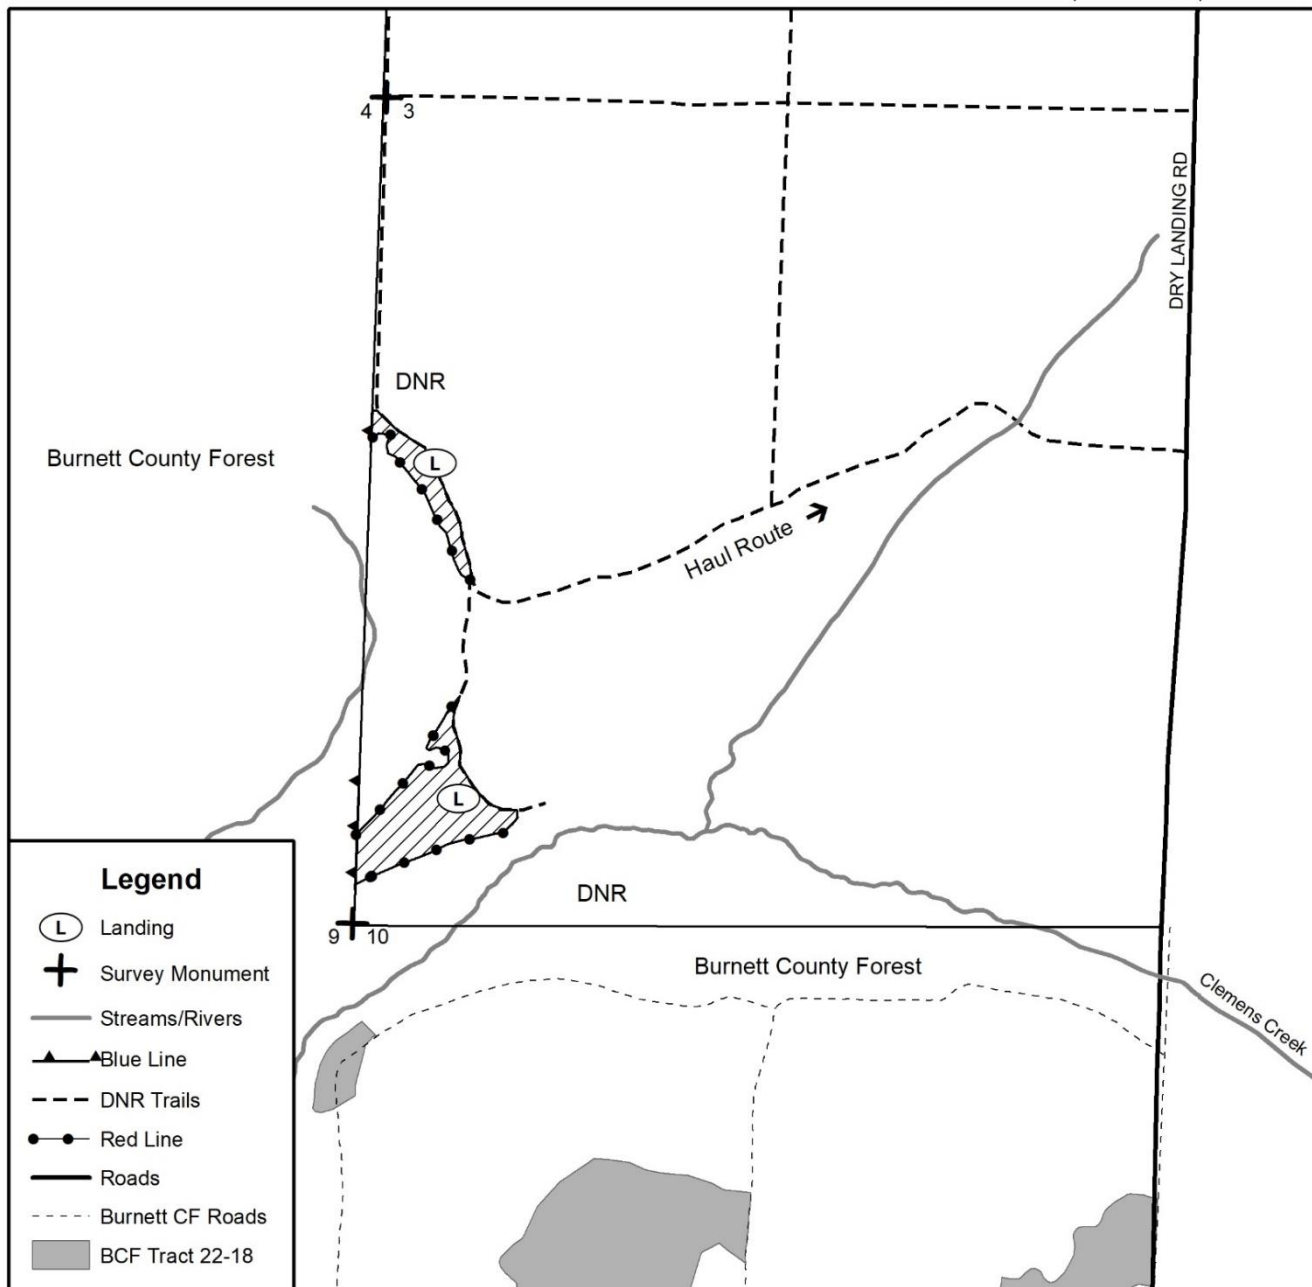 4 3
DRY LANDING RD
DNR
Burnett County Forest
L
Haul Route
L
DNR
9 10
Burnett County Forest
Clemens Creek
Legend
L Landing
Survey Monument
Streams/Rivers
Blue Line
DNR Trails
Red Line
Roads
Burnett CF Roads
BCF Tract 22-18